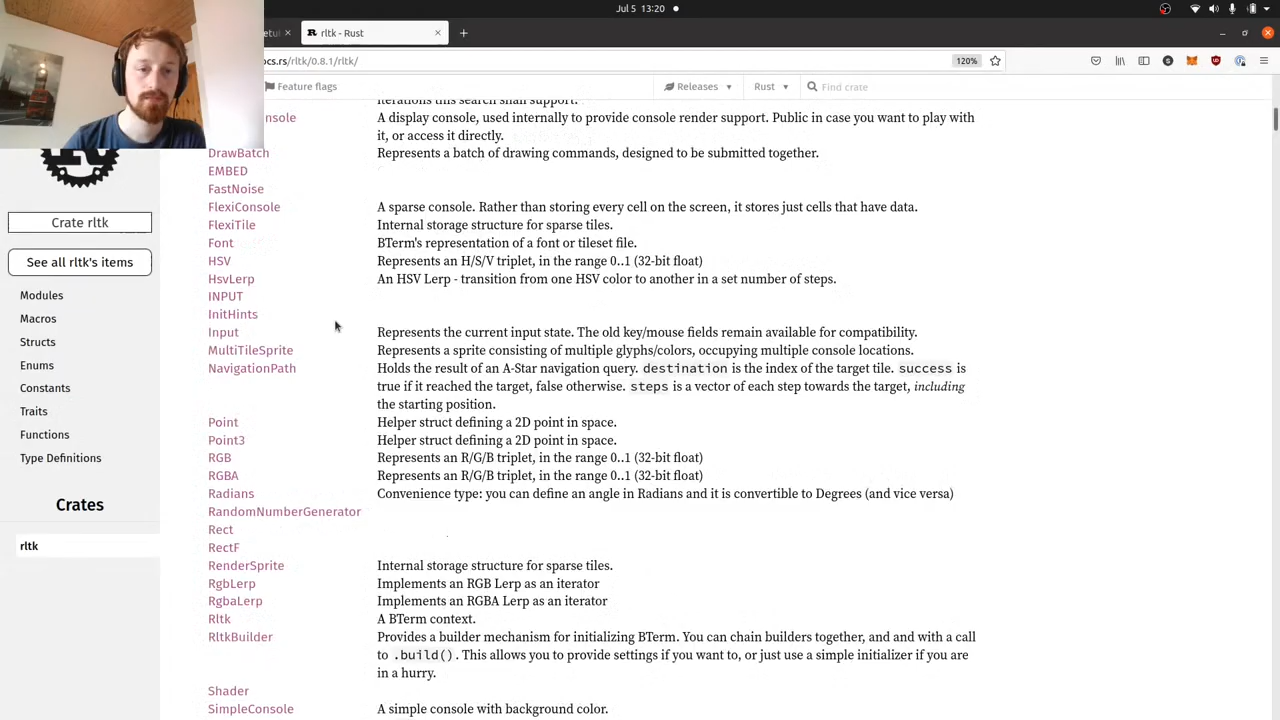 Jul 5 13:20
etu
rltk - Rust
ocs.rs/rltk/0.8.1/rltk/
120%
Feature flags
Releases
Rust
Find crate
iterations this search shall support.
onsole
A display console, used internally to provide console render support. Public in case you want to play with
it, or access it directly.
DrawBatch
Represents a batch of drawing commands, designed to be submitted together.
EMBED
FastNoise
FlexiConsole
A sparse console. Rather than storing every cell on the screen, it stores just cells that have data.
FlexiTile
Internal storage structure for sparse tiles.
Font
BTerm's representation of a font or tileset file.
HSV
Represents an H/S/V triplet, in the range 0..1 (32-bit float)
HsvLerp
An HSV Lerp - transition from one HSV color to another in a set number of steps.
INPUT
InitHints
Input
Represents the current input state. The old key/mouse fields remain available for compatibility.
MultiTileSprite
Represents a sprite consisting of multiple glyphs/colors, occupying multiple console locations.
NavigationPath
Holds the result of an A-Star navigation query. destination is the index of the target tile. success is
true if it reached the target, false otherwise. steps is a vector of each step towards the target, including
the starting position.
Point
Helper struct defining a 2D point in space.
Point3
Helper struct defining a 2D point in space.
RGB
Represents an R/G/B triplet, in the range 0..1 (32-bit float)
RGBA
Represents an R/G/B triplet, in the range 0..1 (32-bit float)
Radians
Convenience type: you can define an angle in Radians and it is convertible to Degrees (and vice versa)
RandomNumberGenerator
Rect
RectF
RenderSprite
Internal storage structure for sparse tiles.
RgbLerp
Implements an RGB Lerp as an iterator
RgbaLerp
Implements an RGBA Lerp as an iterator
Rltk
A BTerm context.
RltkBuilder
Provides a builder mechanism for initializing BTerm. You can chain builders together, and and with a call
to .build(). This allows you to provide settings if you want to, or just use a simple initializer if you are
in a hurry.
Shader
SimpleConsole
A simple console with background color.
Crate rltk
See all rltk's items
Modules
Macros
Structs
Enums
Constants
Traits
Functions
Type Definitions
Crates
rltk